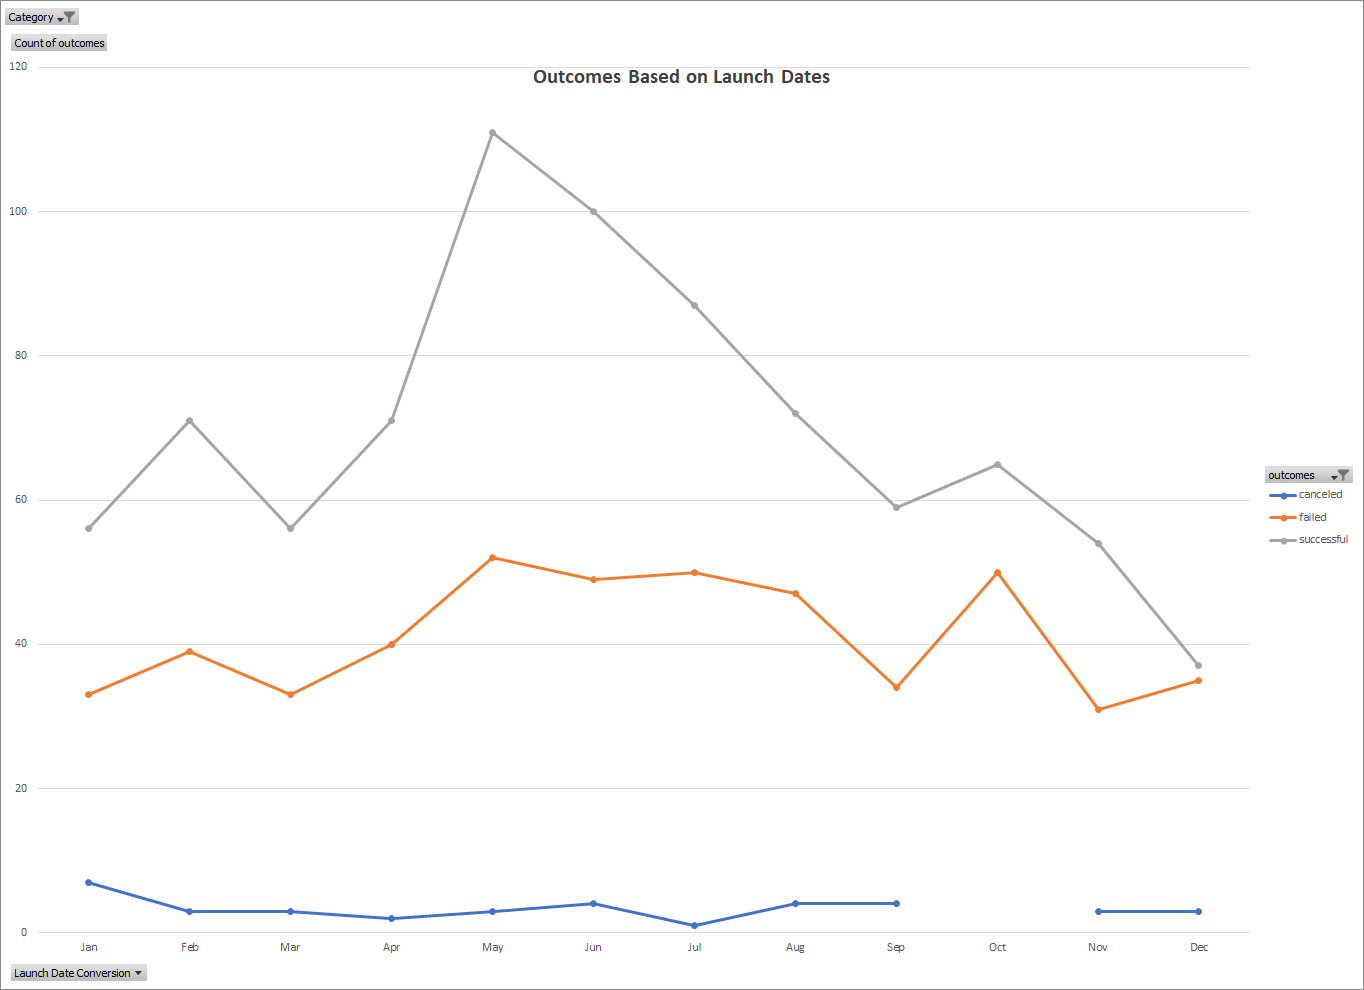 Category
Count of outcomes
Outcomes Based on Launch Dates
120
100
80
60
40
20
0
Jan Feb Mar Apr May Jun Jul Aug Sep Oct Nov Dec
outcomes
canceled
failed
successful
Launch Date Conversion